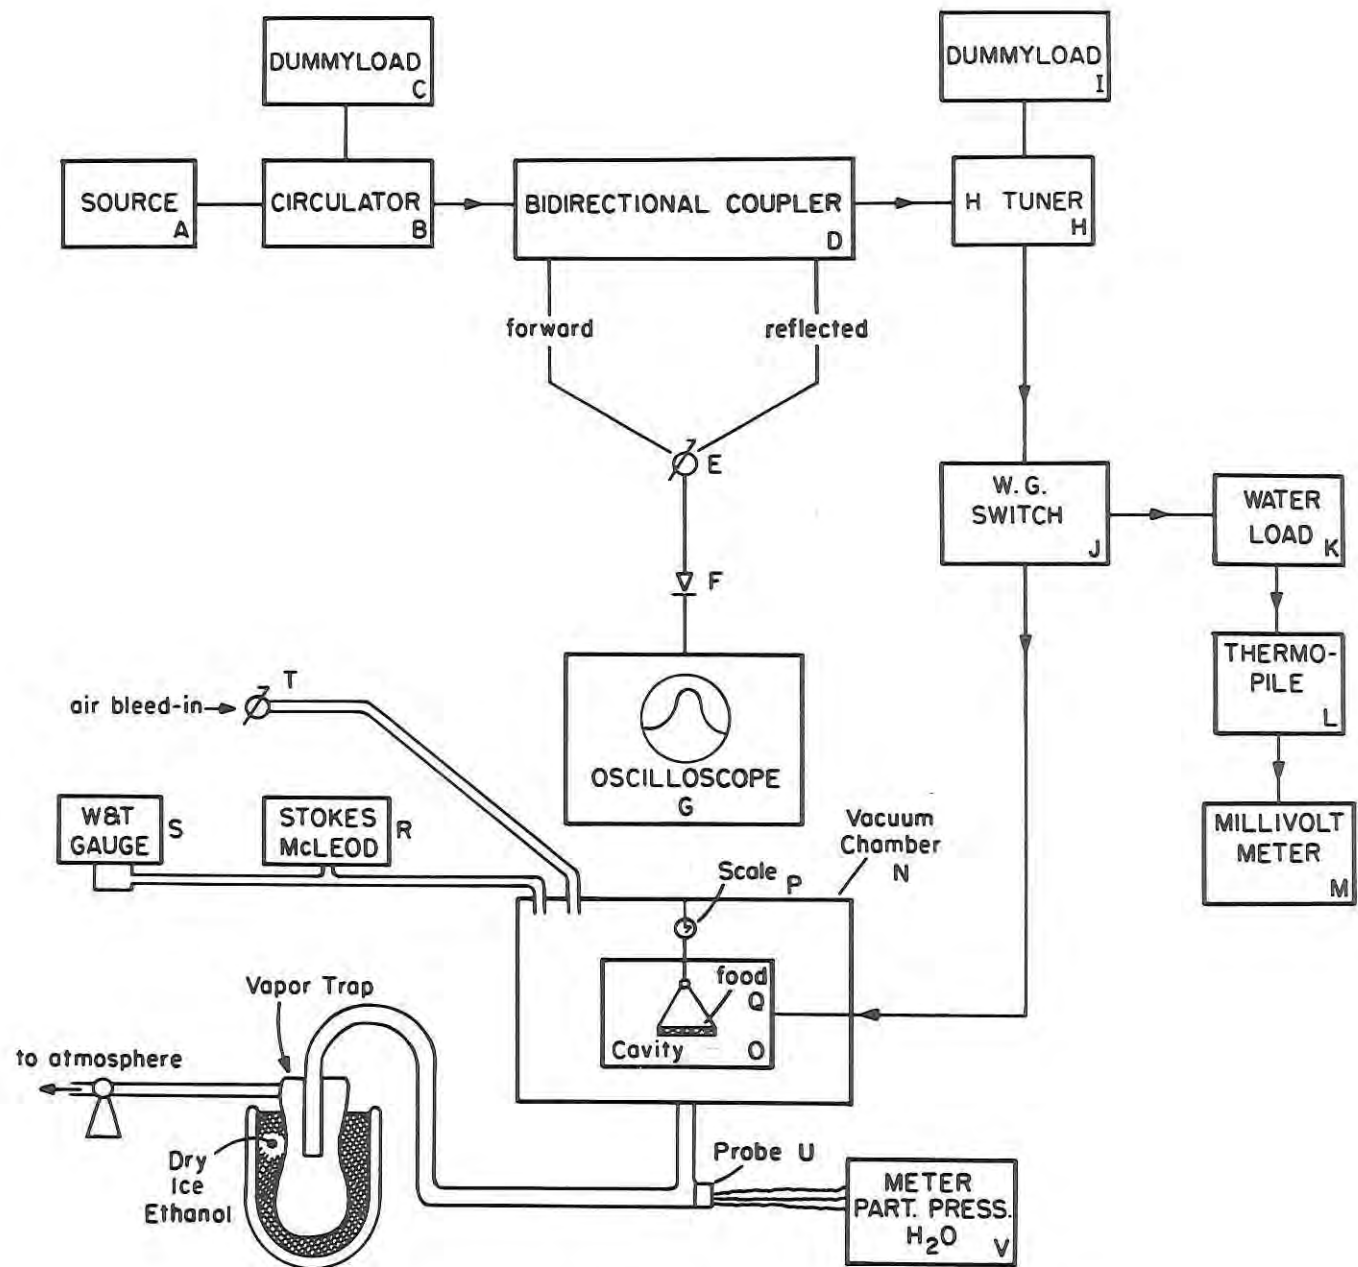 DUMMYLOAD
C
DUMMYLOAD
I
SOURCE
A
CIRCULATOR
B
BIDIRECTIONAL COUPLER
D
H TUNER
H
forward
reflected
E
F
W. G.
SWITCH
J
WATER
LOAD
K
THERMO-
PILE
L
MILLIVOLT
METER
M
OSCILLOSCOPE
G
T
air bleed-in
W&T
GAUGE
S
STOKES
McLEOD
R
Vacuum
Chamber
N
Scale
P
food
Q
Cavity
O
Vapor Trap
to atmosphere
Dry
Ice
Ethanol
Probe U
METER
PART. PRESS.
H₂O
V